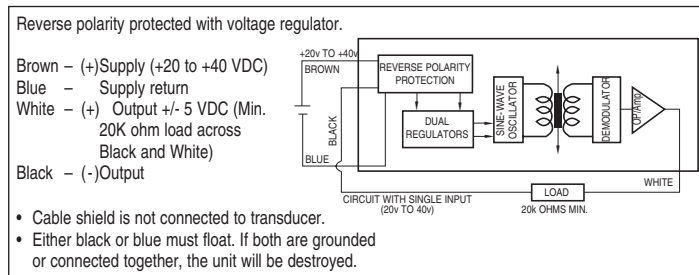 Reverse polarity protected with voltage regulator.
Brown – (+)Supply (+20 to +40 VDC)
Blue – Supply return
White – (+) Output +/- 5 VDC (Min.
20K ohm load across
Black and White)
Black – (-)Output
• Cable shield is not connected to transducer.
• Either black or blue must float. If both are grounded
or connected together, the unit will be destroyed.
+20v TO +40v
BROWN
REVERSE POLARITY
PROTECTION
BLACK
DUAL
REGULATORS
SINE-WAVE
OSCILLATOR
DEMODULATOR
OP/Amp
BLUE
WHITE
CIRCUIT WITH SINGLE INPUT
(20v TO 40v)
LOAD
20k OHMS MIN.